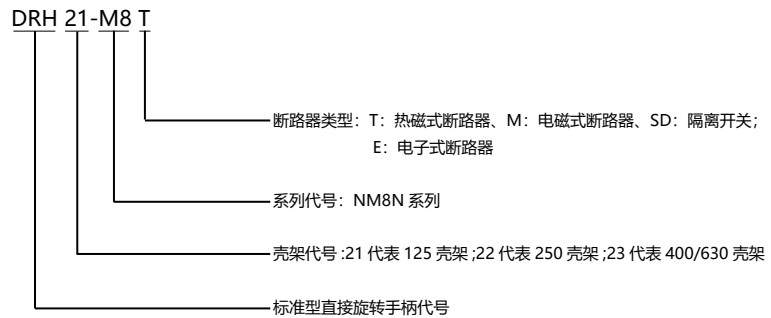 DRH 21-M8 T
断路器类型：T：热磁式断路器、M：电磁式断路器、SD：隔离开关；
E：电子式断路器
系列代号：NM8N 系列
壳架代号 :21 代表 125 壳架 ;22 代表 250 壳架 ;23 代表 400/630 壳架
标准型直接旋转手柄代号